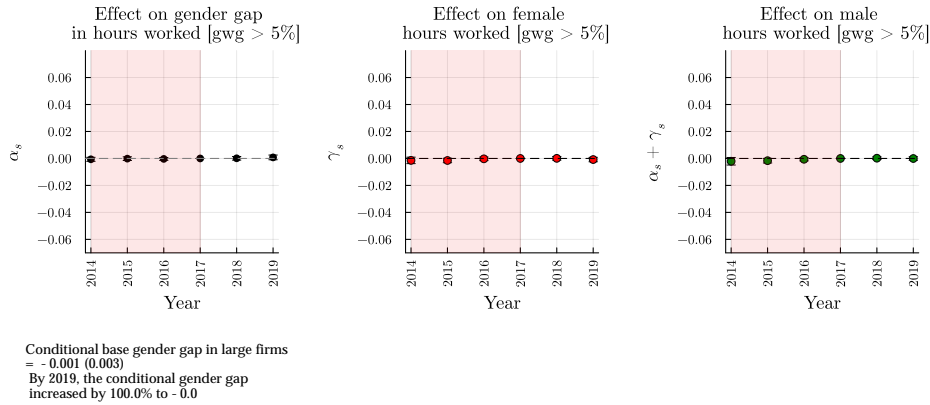 Effect on gender gap
in hours worked [gwg > 5%]
0.06
0.04
0.02
0.00
−0.02
−0.04
−0.06
α_s
2014
2015
2016
2017
2018
2019
Year
Effect on female
hours worked [gwg > 5%]
0.06
0.04
0.02
0.00
−0.02
−0.04
−0.06
γ_s
2014
2015
2016
2017
2018
2019
Year
Effect on male
hours worked [gwg > 5%]
0.06
0.04
0.02
0.00
−0.02
−0.04
−0.06
α_s + γ_s
2014
2015
2016
2017
2018
2019
Year
Conditional base gender gap in large firms
= - 0.001 (0.003)
By 2019, the conditional gender gap
increased by 100.0% to - 0.0